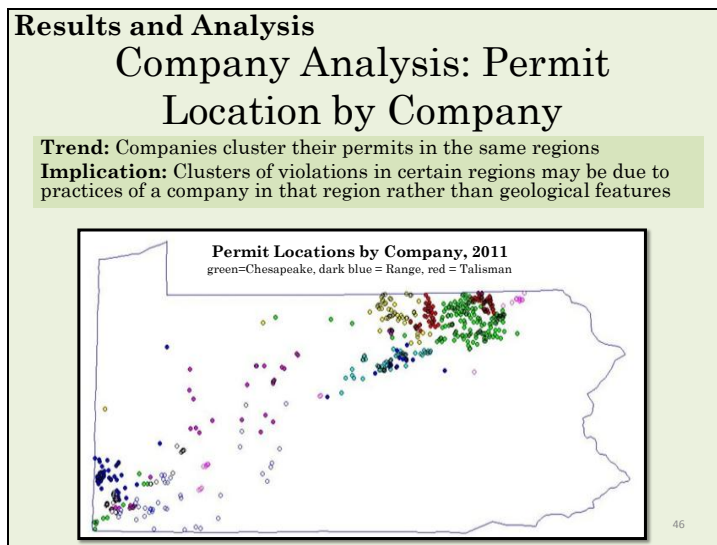 Results and Analysis
Company Analysis: Permit
Location by Company
Trend: Companies cluster their permits in the same regions
Implication: Clusters of violations in certain regions may be due to
practices of a company in that region rather than geological features
Permit Locations by Company, 2011
green=Chesapeake, dark blue = Range, red = Talisman
46